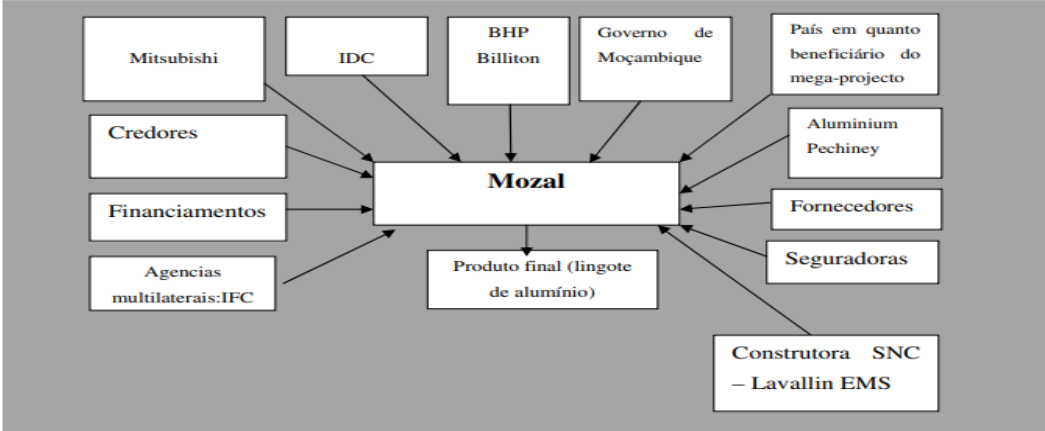 Mitsubishi
IDC
BHP
Billiton
Governo de
Moçambique
País em quanto
beneficiário do
mega-projecto
Credores
Aluminium
Pechiney
Mozal
Financiamentos
Fornecedores
Agencias
multilaterais:IFC
Produto final (lingote
de alumínio)
Seguradoras
Construtora SNC
– Lavallin EMS